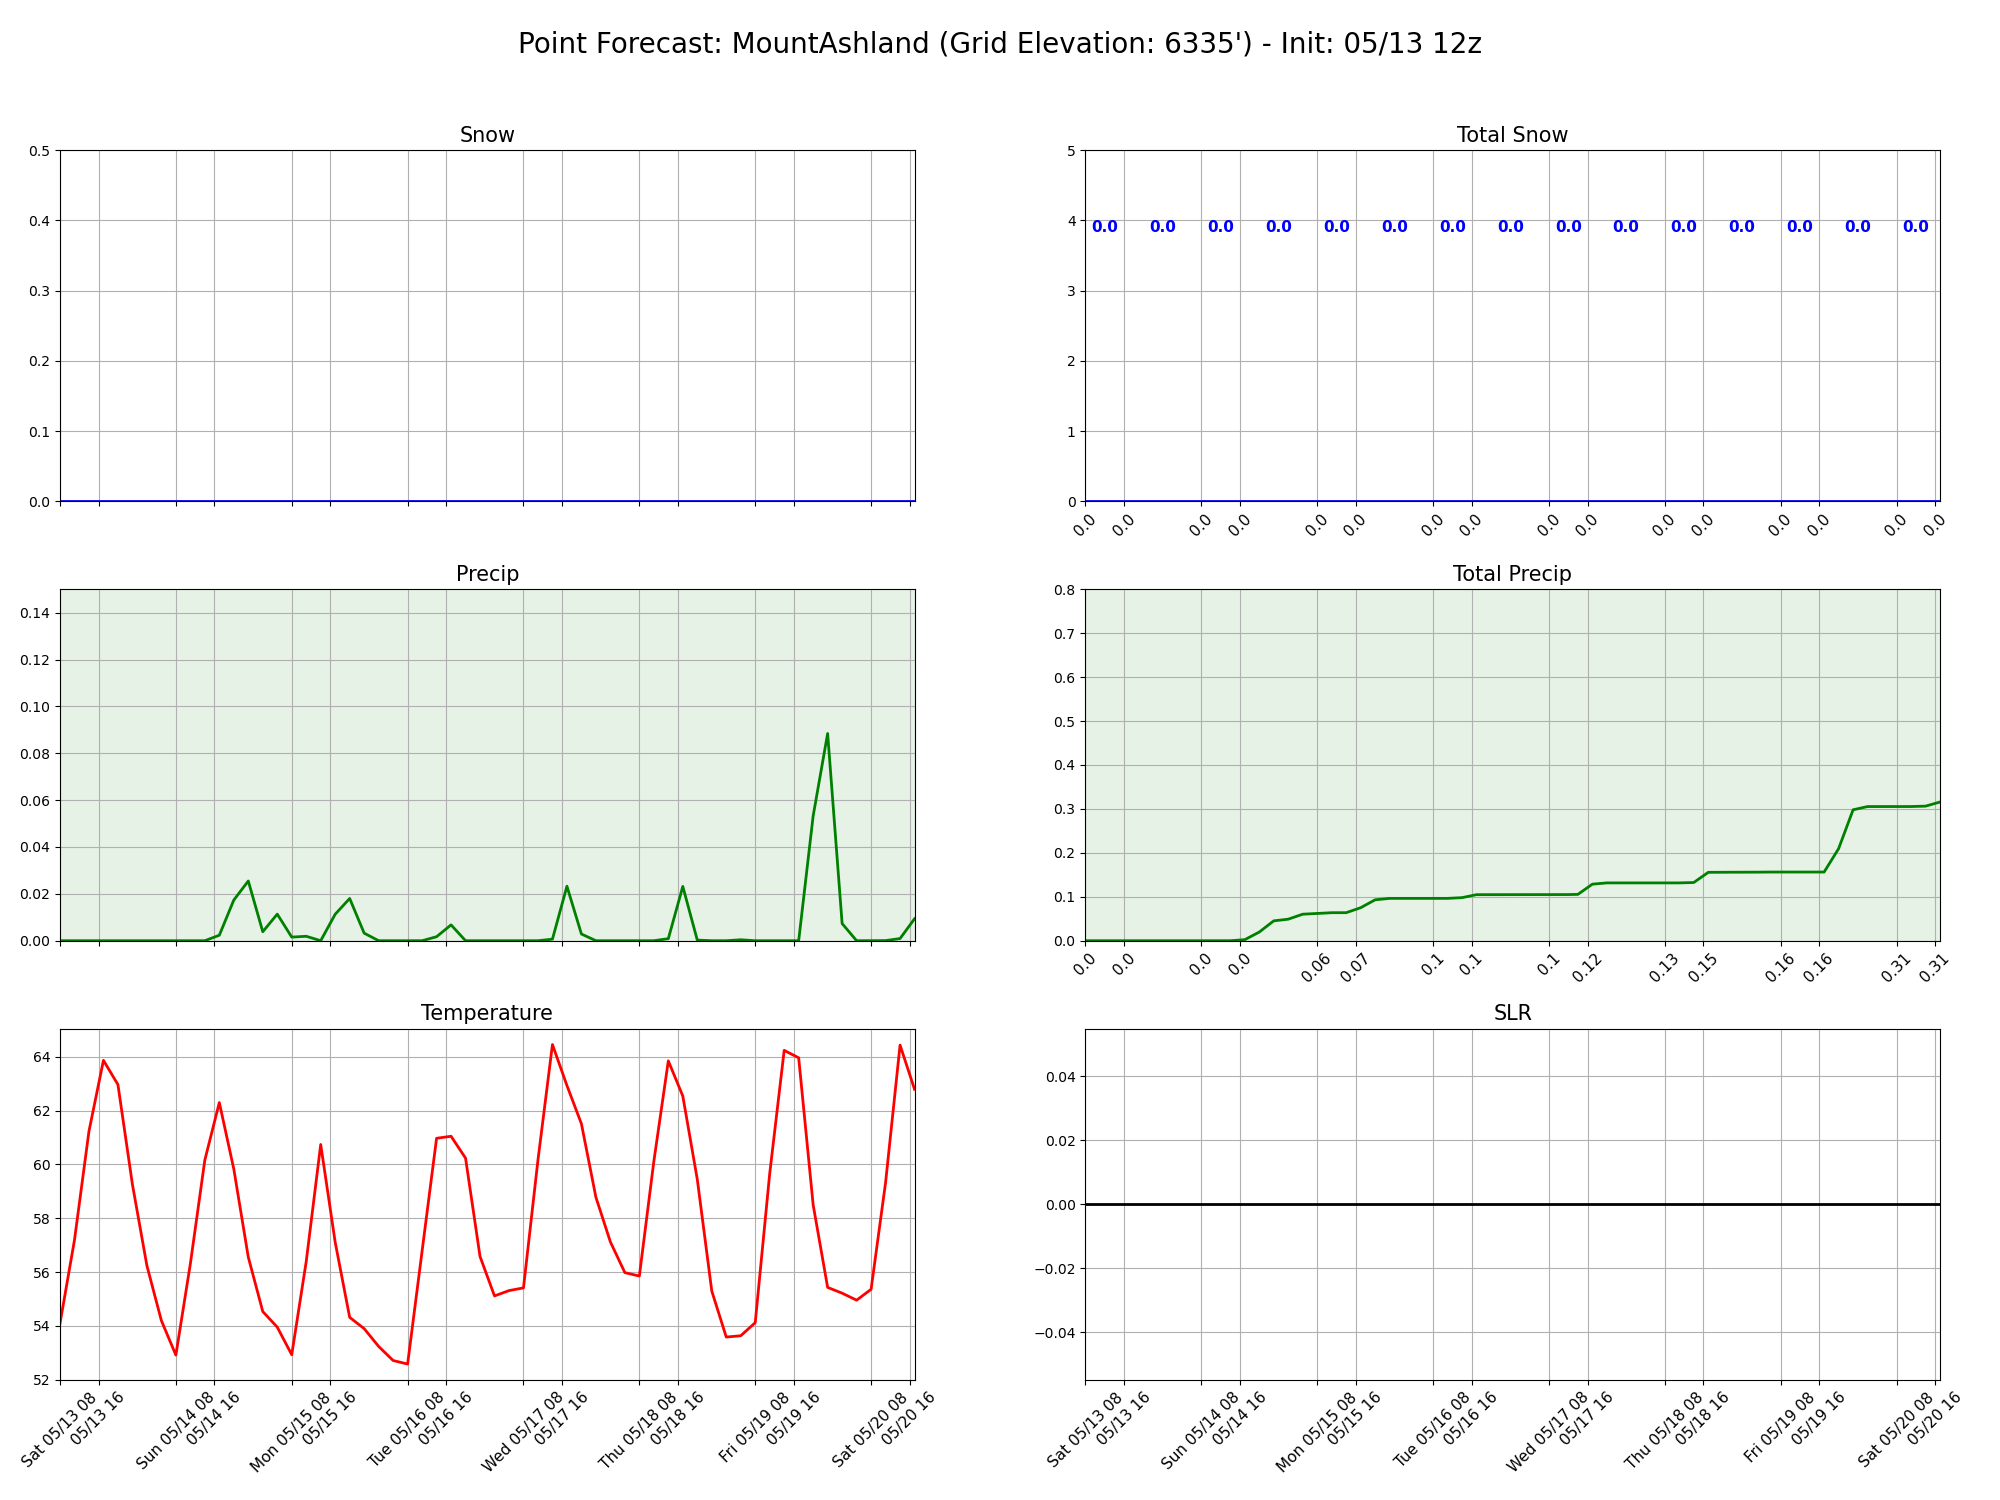 Point Forecast: MountAshland (Grid Elevation: 6335') - Init: 05/13 12z
Snow
0.5
0.4
0.3
0.2
0.1
0.0
Total Snow
5
4
3
2
1
0
0.0 0.0 0.0 0.0 0.0 0.0 0.0 0.0 0.0 0.0 0.0 0.0 0.0 0.0 0.0
0.0 0.0 0.0 0.0 0.0 0.0 0.0 0.0 0.0 0.0 0.0 0.0 0.0 0.0 0.0 0.0
Precip
0.14
0.12
0.10
0.08
0.06
0.04
0.02
0.00
Total Precip
0.8
0.7
0.6
0.5
0.4
0.3
0.2
0.1
0.0
0.0 0.0 0.0 0.0 0.06 0.07 0.1 0.1 0.1 0.12 0.13 0.15 0.16 0.16 0.31 0.31
Temperature
64
62
60
58
56
54
52
Sat 05/13 08
05/13 16
Sun 05/14 08
05/14 16
Mon 05/15 08
05/15 16
Tue 05/16 08
05/16 16
Wed 05/17 08
05/17 16
Thu 05/18 08
05/18 16
Fri 05/19 08
05/19 16
Sat 05/20 08
05/20 16
SLR
0.04
0.02
0.00
−0.02
−0.04
Sat 05/13 08
05/13 16
Sun 05/14 08
05/14 16
Mon 05/15 08
05/15 16
Tue 05/16 08
05/16 16
Wed 05/17 08
05/17 16
Thu 05/18 08
05/18 16
Fri 05/19 08
05/19 16
Sat 05/20 08
05/20 16